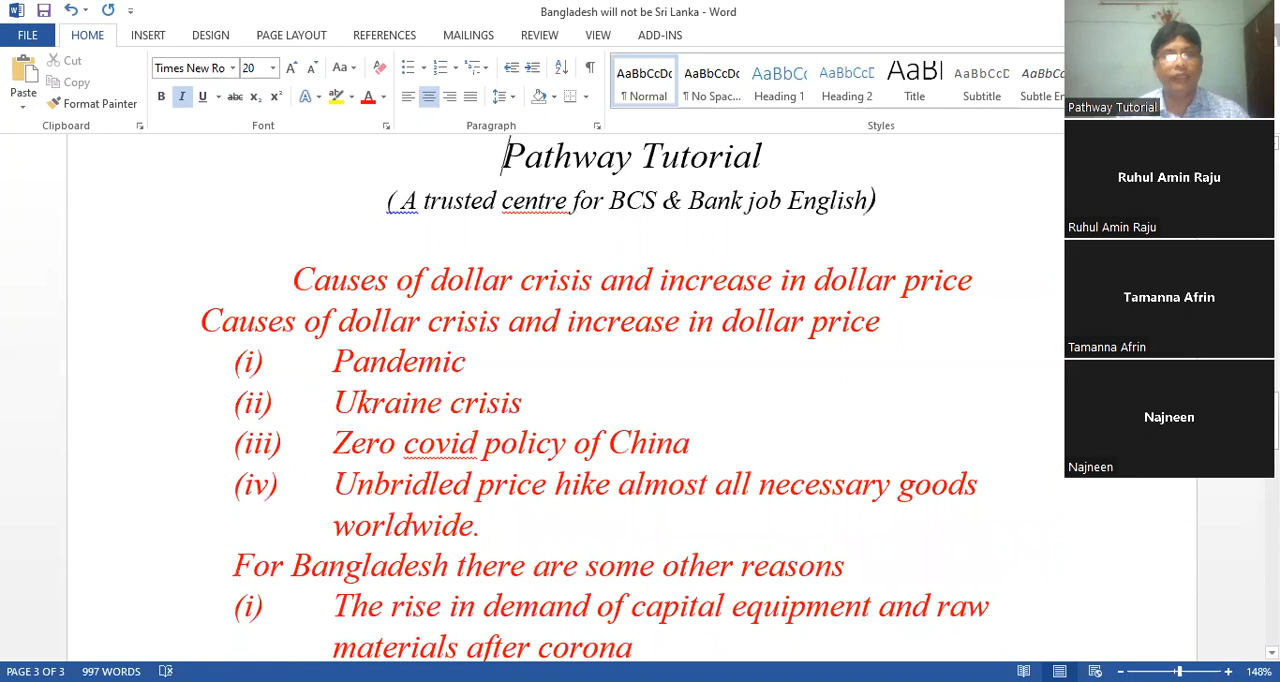 Bangladesh will not be Sri Lanka - Word
FILE HOME INSERT DESIGN PAGE LAYOUT REFERENCES MAILINGS REVIEW VIEW ADD-INS
Cut
Copy
Format Painter
Paste
Clipboard
Times New Ro 20
Font
Paragraph
AaBbCcDc AaBbCcDc AaBbC AaBbCcC AaB AaBbCcD AaBbCcD
¶ Normal ¶ No Spac... Heading 1 Heading 2 Title Subtitle Subtle Em
Styles
Pathway Tutorial
( A trusted centre for BCS & Bank job English)
Causes of dollar crisis and increase in dollar price
Causes of dollar crisis and increase in dollar price
(i) Pandemic
(ii) Ukraine crisis
(iii) Zero covid policy of China
(iv) Unbridled price hike almost all necessary goods
worldwide.
For Bangladesh there are some other reasons
(i) The rise in demand of capital equipment and raw
materials after corona
Pathway Tutorial
Ruhul Amin Raju
Ruhul Amin Raju
Tamanna Afrin
Tamanna Afrin
Najneen
Najneen
PAGE 3 OF 3 997 WORDS
148%